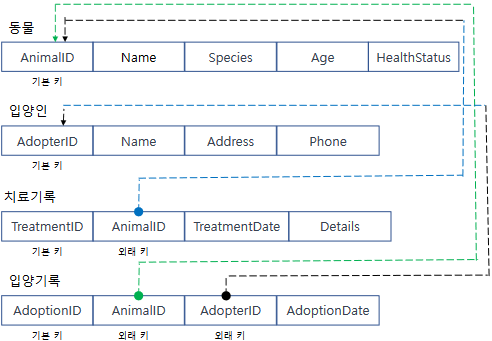 동물
AnimalID Name Species Age HealthStatus
기본 키
입양인
AdopterID Name Address Phone
기본 키
치료기록
TreatmentID AnimalID TreatmentDate Details
기본 키 외래 키
입양기록
AdoptionID AnimalID AdopterID AdoptionDate
기본 키 외래 키 외래 키